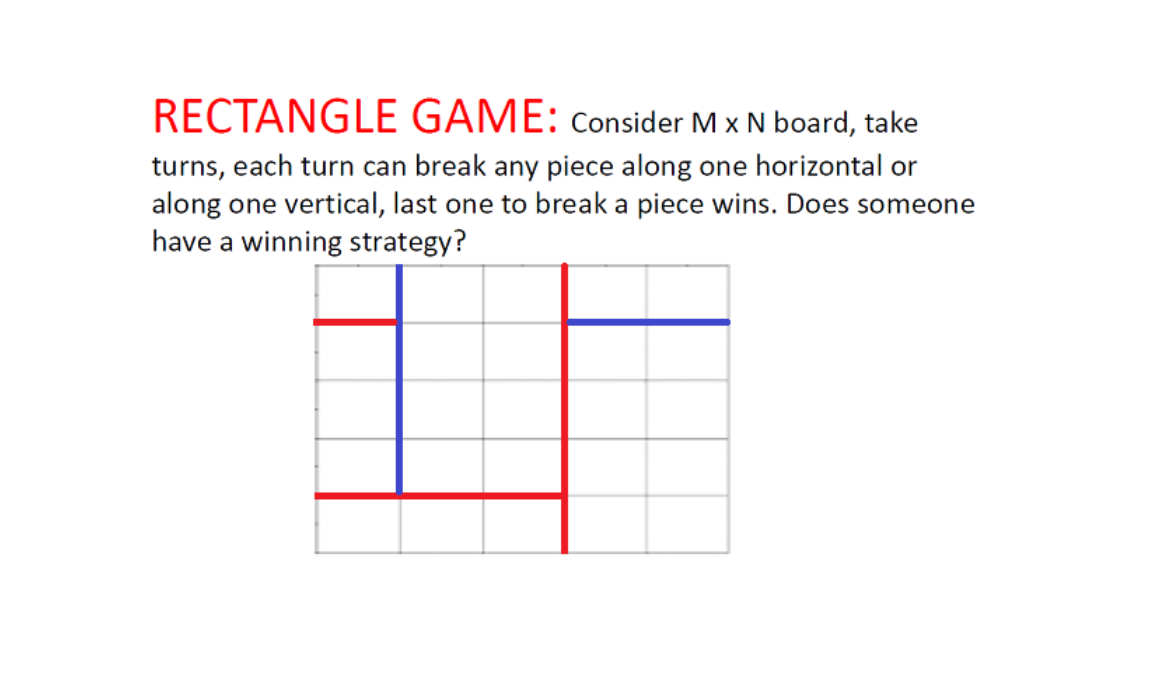 RECTANGLE GAME: Consider M x N board, take
turns, each turn can break any piece along one horizontal or
along one vertical, last one to break a piece wins. Does someone
have a winning strategy?